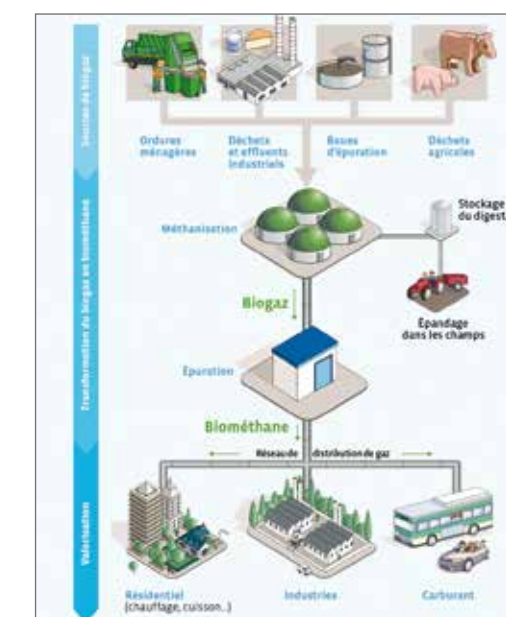 Sources de biogaz
Ordures
ménagères
Déchets
et effluents
industriels
Boues
d'épuration
Déchets
agricoles
Transformation du biogaz en biométhane
Méthanisation
Stockage
du digest
Épandage
dans les champs
Biogaz
Épuration
Biométhane
Réseau de distribution de gaz
Valorisation
Résidentiel
(chauffage, cuisson..)
Industries
Carburant